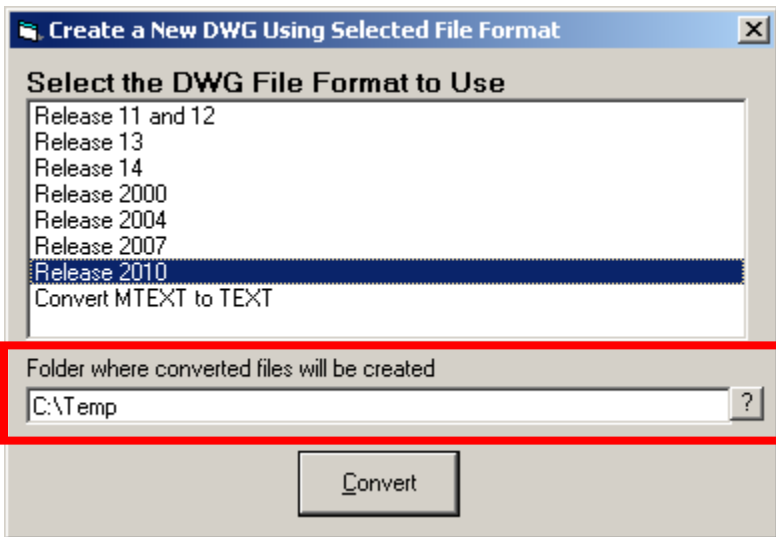 Create a New DWG Using Selected File Format
Select the DWG File Format to Use
Release 11 and 12
Release 13
Release 14
Release 2000
Release 2004
Release 2007
Release 2010
Convert MTEXT to TEXT
Folder where converted files will be created
C:\Temp
?
Convert